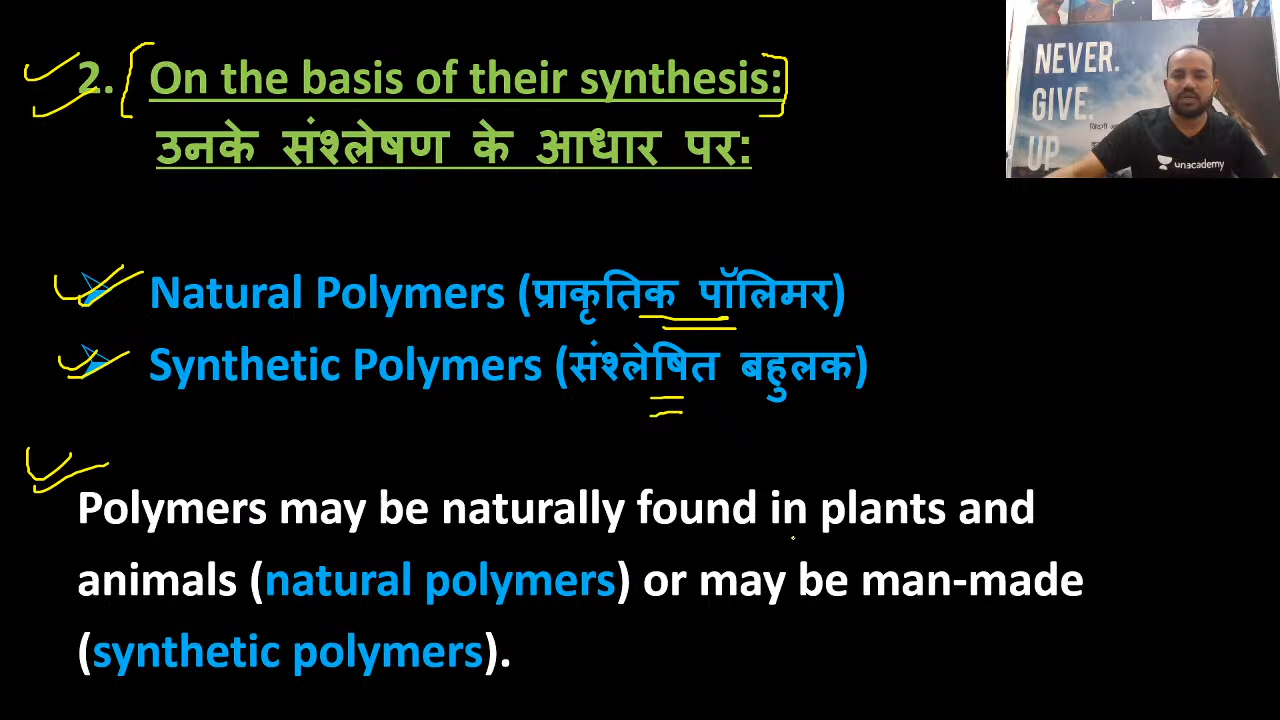 2. On the basis of their synthesis:
उनके संश्लेषण के आधार पर:
Natural Polymers (प्राकृतिक पॉलिमर)
Synthetic Polymers (संश्लेषित बहुलक)
Polymers may be naturally found in plants and
animals (natural polymers) or may be man-made
(synthetic polymers).
NEVER.
GIVE.
UP
unacademy